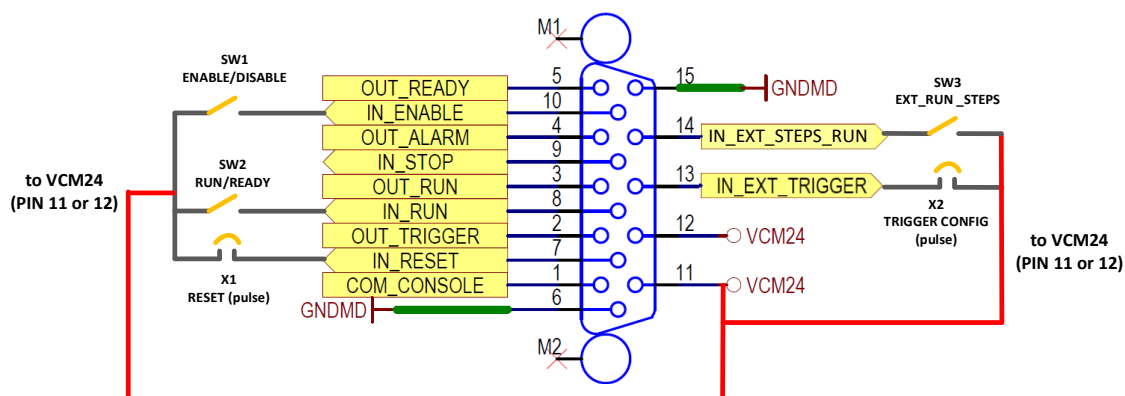 M1
SW1
ENABLE/DISABLE
SW3
EXT_RUN _STEPS
OUT_READY 5
15 GNDMD
IN_ENABLE 10
OUT_ALARM 4
14 IN_EXT_STEPS_RUN
IN_STOP 9
to VCM24
(PIN 11 or 12)
SW2
RUN/READY
OUT_RUN 3
13 IN_EXT_TRIGGER
IN_RUN 8
X2
TRIGGER CONFIG
(pulse)
OUT_TRIGGER 2
12 VCM24
to VCM24
(PIN 11 or 12)
IN_RESET 7
X1
RESET (pulse)
COM_CONSOLE 1
11 VCM24
GNDMD 6
M2